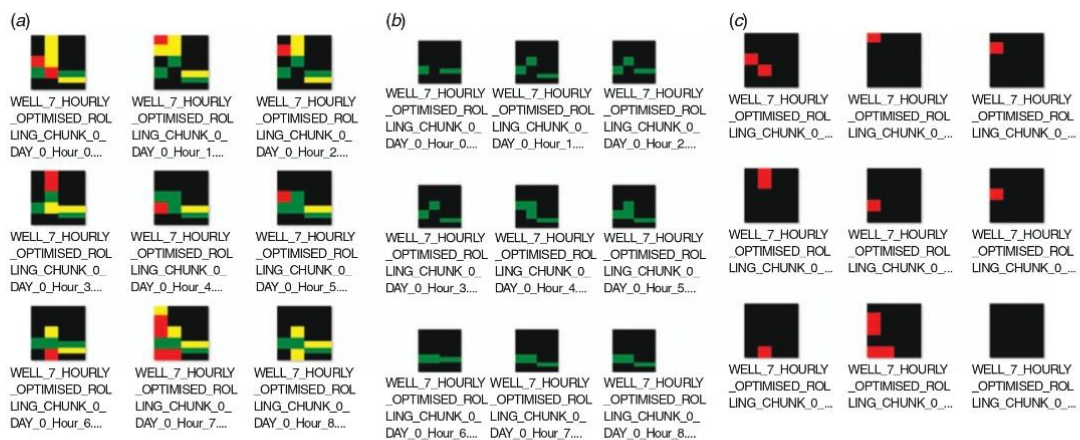 (a)
WELL_7_HOURLY
_OPTIMISED_ROL
LING_CHUNK_0_
DAY_0_Hour_0....
WELL_7_HOURLY
_OPTIMISED_ROL
LING_CHUNK_0_
DAY_0_Hour_1....
WELL_7_HOURLY
_OPTIMISED_ROL
LING_CHUNK_0_
DAY_0_Hour_2....
WELL_7_HOURLY
_OPTIMISED_ROL
LING_CHUNK_0_
DAY_0_Hour_3....
WELL_7_HOURLY
_OPTIMISED_ROL
LING_CHUNK_0_
DAY_0_Hour_4....
WELL_7_HOURLY
_OPTIMISED_ROL
LING_CHUNK_0_
DAY_0_Hour_5....
WELL_7_HOURLY
_OPTIMISED_ROL
LING_CHUNK_0_
DAY_0_Hour_6....
WELL_7_HOURLY
_OPTIMISED_ROL
LING_CHUNK_0_
DAY_0_Hour_7....
WELL_7_HOURLY
_OPTIMISED_ROL
LING_CHUNK_0_
DAY_0_Hour_8....
(b)
WELL_7_HOURLY
_OPTIMISED_ROL
LING_CHUNK_0_
DAY_0_Hour_0....
WELL_7_HOURLY
_OPTIMISED_ROL
LING_CHUNK_0_
DAY_0_Hour_1....
WELL_7_HOURLY
_OPTIMISED_ROL
LING_CHUNK_0_
DAY_0_Hour_2....
WELL_7_HOURLY
_OPTIMISED_ROL
LING_CHUNK_0_
DAY_0_Hour_3....
WELL_7_HOURLY
_OPTIMISED_ROL
LING_CHUNK_0_
DAY_0_Hour_4....
WELL_7_HOURLY
_OPTIMISED_ROL
LING_CHUNK_0_
DAY_0_Hour_5....
WELL_7_HOURLY
_OPTIMISED_ROL
LING_CHUNK_0_
DAY_0_Hour_6....
WELL_7_HOURLY
_OPTIMISED_ROL
LING_CHUNK_0_
DAY_0_Hour_7....
WELL_7_HOURLY
_OPTIMISED_ROL
LING_CHUNK_0_
DAY_0_Hour_8....
(c)
WELL_7_HOURLY
_OPTIMISED_ROL
LING_CHUNK_0_...
WELL_7_HOURLY
_OPTIMISED_ROL
LING_CHUNK_0_...
WELL_7_HOURLY
_OPTIMISED_ROL
LING_CHUNK_0_...
WELL_7_HOURLY
_OPTIMISED_ROL
LING_CHUNK_0_...
WELL_7_HOURLY
_OPTIMISED_ROL
LING_CHUNK_0_...
WELL_7_HOURLY
_OPTIMISED_ROL
LING_CHUNK_0_...
WELL_7_HOURLY
_OPTIMISED_ROL
LING_CHUNK_0_...
WELL_7_HOURLY
_OPTIMISED_ROL
LING_CHUNK_0_...
WELL_7_HOURLY
_OPTIMISED_ROL
LING_CHUNK_0_...